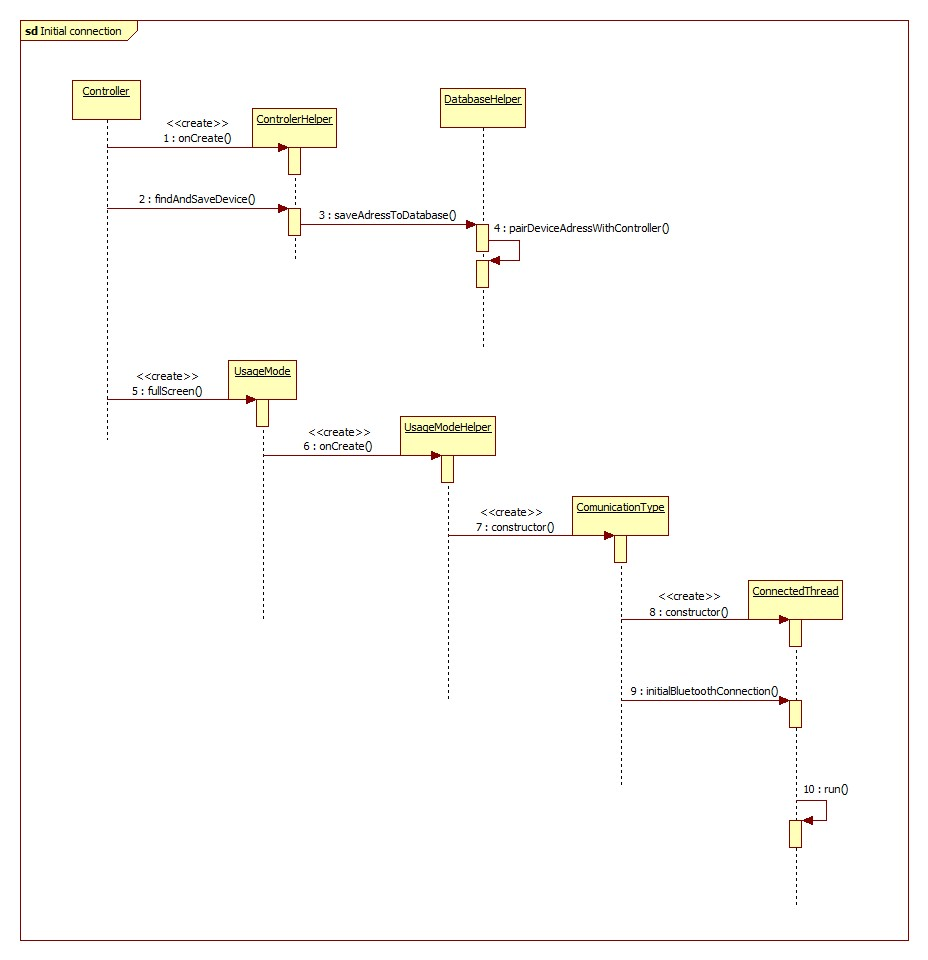 sd Initial connection
Controller
DatabaseHelper
ControlerHelper
<<create>>
1 : onCreate()
2 : findAndSaveDevice()
3 : saveAdressToDatabase()
4 : pairDeviceAdressWithController()
UsageMode
<<create>>
5 : fullScreen()
UsageModeHelper
<<create>>
6 : onCreate()
ComunicationType
<<create>>
7 : constructor()
ConnectedThread
<<create>>
8 : constructor()
9 : initialBluetoothConnection()
10 : run()